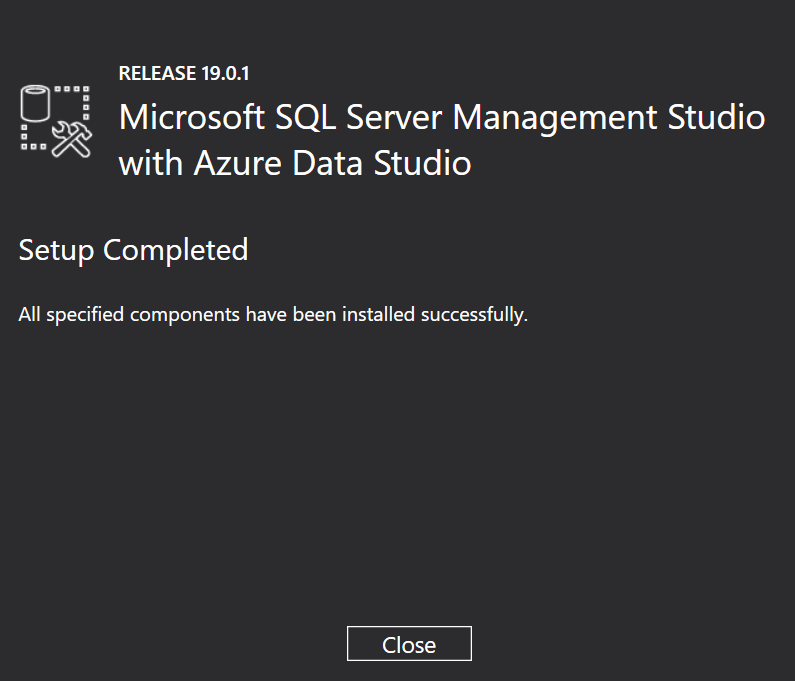 RELEASE 19.0.1
Microsoft SQL Server Management Studio
with Azure Data Studio
Setup Completed
All specified components have been installed successfully.
Close